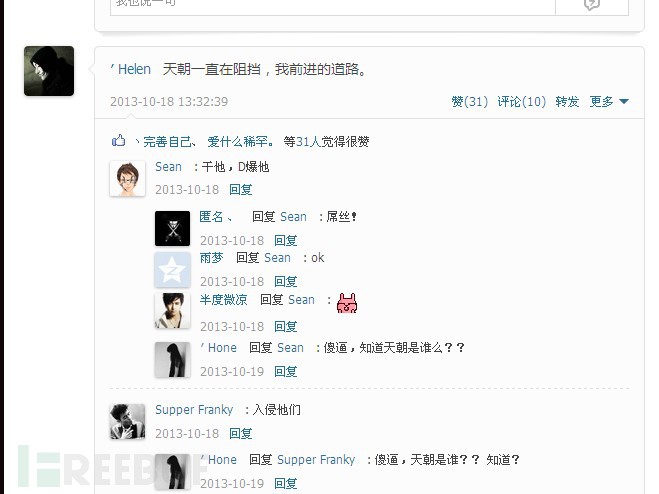 我也说一句
′ Helen 天朝一直在阻挡，我前进的道路。
2013-10-18 13:32:39 赞(31) 评论(10) 转发 更多
丶完善自己、 爱什么稀罕。 等31人觉得很赞
Sean ：干他，D爆他
2013-10-18 回复
匿名 、 回复 Sean ：屌丝！
2013-10-18 回复
雨梦 回复 Sean ：ok
2013-10-18 回复
半度微凉 回复 Sean ：
2013-10-18 回复
′ Hone 回复 Sean ：傻逼，知道天朝是谁么？？
2013-10-19 回复
Supper Franky ：入侵他们
2013-10-18 回复
′ Hone 回复 Supper Franky ：傻逼，天朝是谁？？ 知道？
2013-10-19 回复
FREEBUF